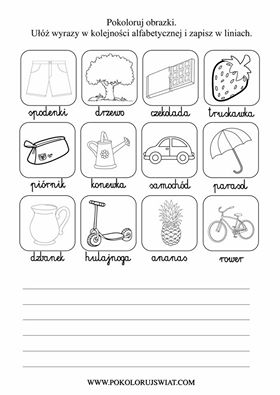 Pokoloruj obrazki.
Ułóż wyrazy w kolejności alfabetycznej i zapisz w liniach.
spodenki drzewo czekolada truskawka
piórnik konewka samochód parasol
dzbanek hulajnoga ananas rower
WWW.POKOLORUJSWIAT.COM